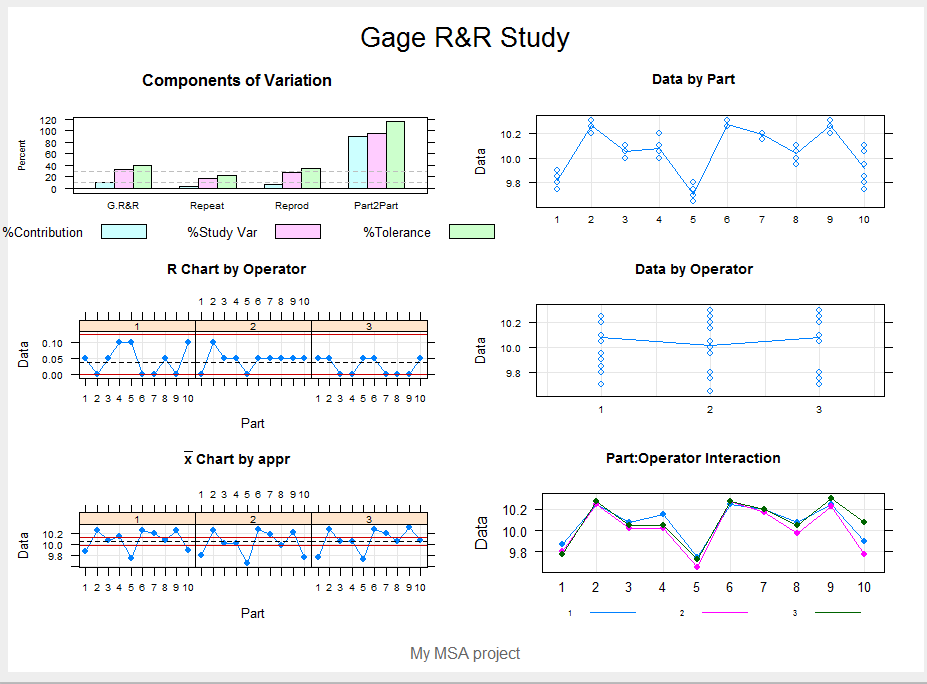 Gage R&R Study
Components of Variation
Percent
120
100
80
60
40
20
0
G.R&R Repeat Reprod Part2Part
%Contribution %Study Var %Tolerance
Data by Part
Data
10.2
10.0
9.8
1 2 3 4 5 6 7 8 9 10
R Chart by Operator
1 2 3 4 5 6 7 8 9 10
1 2 3
Data
0.10
0.05
0.00
1 2 3 4 5 6 7 8 9 10 1 2 3 4 5 6 7 8 9 10
Part
Data by Operator
Data
10.2
10.0
9.8
1 2 3
x Chart by appr
1 2 3 4 5 6 7 8 9 10
1 2 3
Data
10.2
10.0
9.8
1 2 3 4 5 6 7 8 9 10 1 2 3 4 5 6 7 8 9 10
Part
Part:Operator Interaction
Data
10.2
10.0
9.8
1 2 3 4 5 6 7 8 9 10
1 2 3
My MSA project